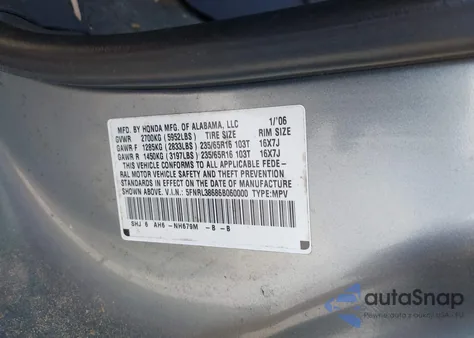 MFD. BY HONDA MFG. OF ALABAMA, LLC 1/'06
GVWR 2700KG (5952LBS) TIRE SIZE RIM SIZE
GAWR F 1285KG (2833LBS) 235/65R16 103T 16X7J
GAWR R 1450KG (3197LBS) 235/65R16 103T 16X7J
THIS VEHICLE CONFORMS TO ALL APPLICABLE FEDE-
RAL MOTOR VEHICLE SAFETY AND THEFT PREVENTION
STANDARDS IN EFFECT ON THE DATE OF MANUFACTURE
SHOWN ABOVE. V.I.N.: 5FNRL38686B060000 TYPE:MPV
SHJ 6 AH6 -NH679M -B -B
autoSnap